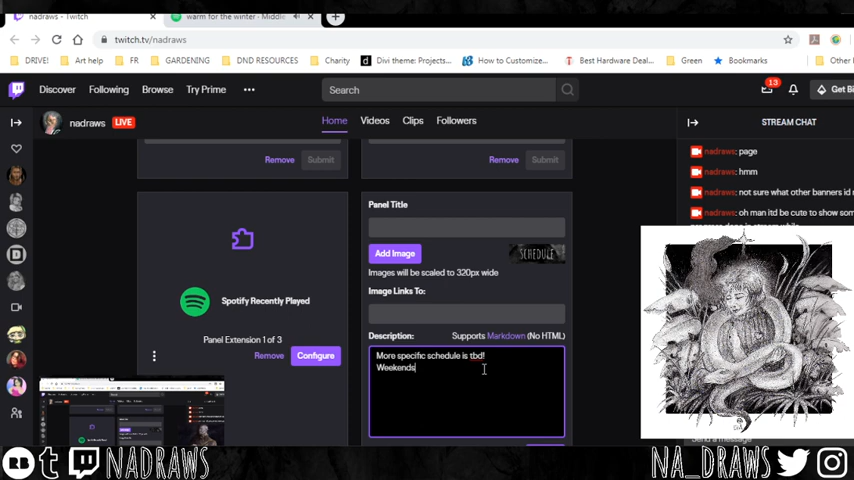 nadraws - Twitch
warm for the winter - Middle
twitch.tv/nadraws
DRIVE!
Art help
FR
GARDENING
DND RESOURCES
Charity
Divi theme: Projects...
How to Customize...
Best Hardware Deal...
Green
Bookmarks
Other
Discover
Following
Browse
Try Prime
Search
13
Get Bi
nadraws
LIVE
Home
Videos
Clips
Followers
STREAM CHAT
nadraws: page
nadraws: hmm
nadraws: not sure what other banners id
nadraws: oh man itd be cute to show som
Remove
Submit
Remove
Submit
Spotify Recently Played
Panel Extension 1 of 3
Remove
Configure
Panel Title
Add Image
SCHEDULE
Images will be scaled to 320px wide
Image Links To:
Description:
Supports Markdown (No HTML)
More specific schedule is tbd!
Weekends
Send a message
NADRAWS
NA_DRAWS